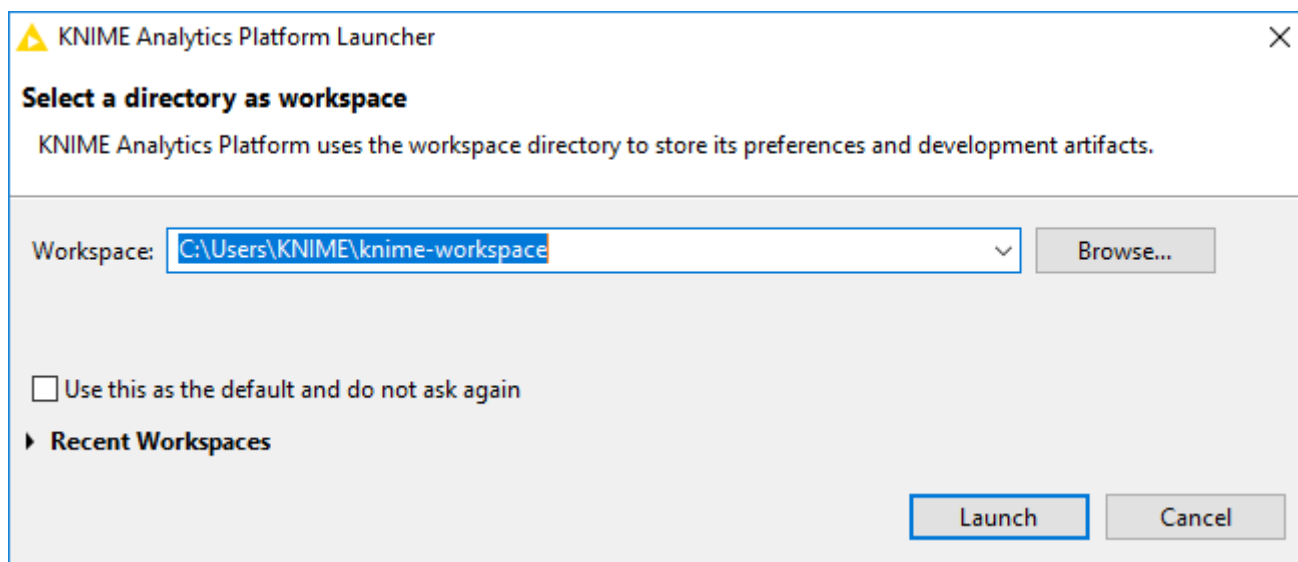 KNIME Analytics Platform Launcher
Select a directory as workspace
KNIME Analytics Platform uses the workspace directory to store its preferences and development artifacts.
Workspace: C:\Users\KNIME\knime-workspace Browse...
Use this as the default and do not ask again
Recent Workspaces
Launch Cancel